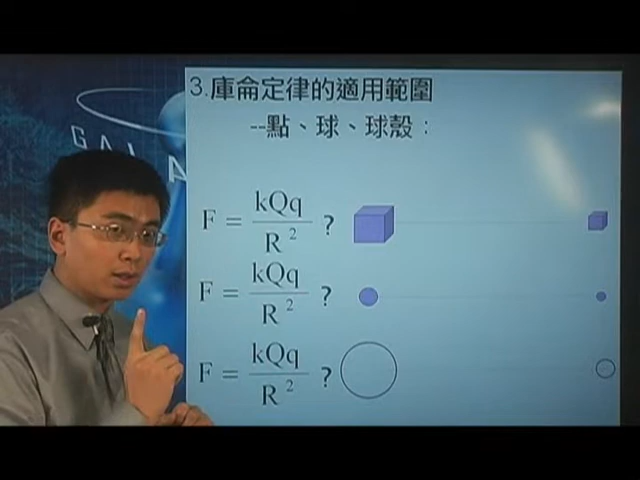 3.庫侖定律的適用範圍
--點、球、球殼：
GALA
F = kQq / R² ?
F = kQq / R² ?
F = kQq / R² ?